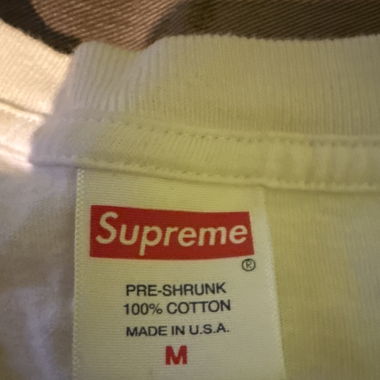 Supreme
®
PRE-SHRUNK
100% COTTON
MADE IN U.S.A.
M